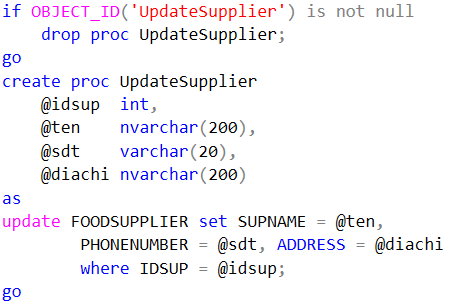 if OBJECT_ID('UpdateSupplier') is not null
    drop proc UpdateSupplier;
go
create proc UpdateSupplier
    @idsup  int,
    @ten    nvarchar(200),
    @sdt    varchar(20),
    @diachi nvarchar(200)
as
update FOODSUPPLIER set SUPNAME = @ten,
        PHONENUMBER = @sdt, ADDRESS = @diachi
        where IDSUP = @idsup;
go